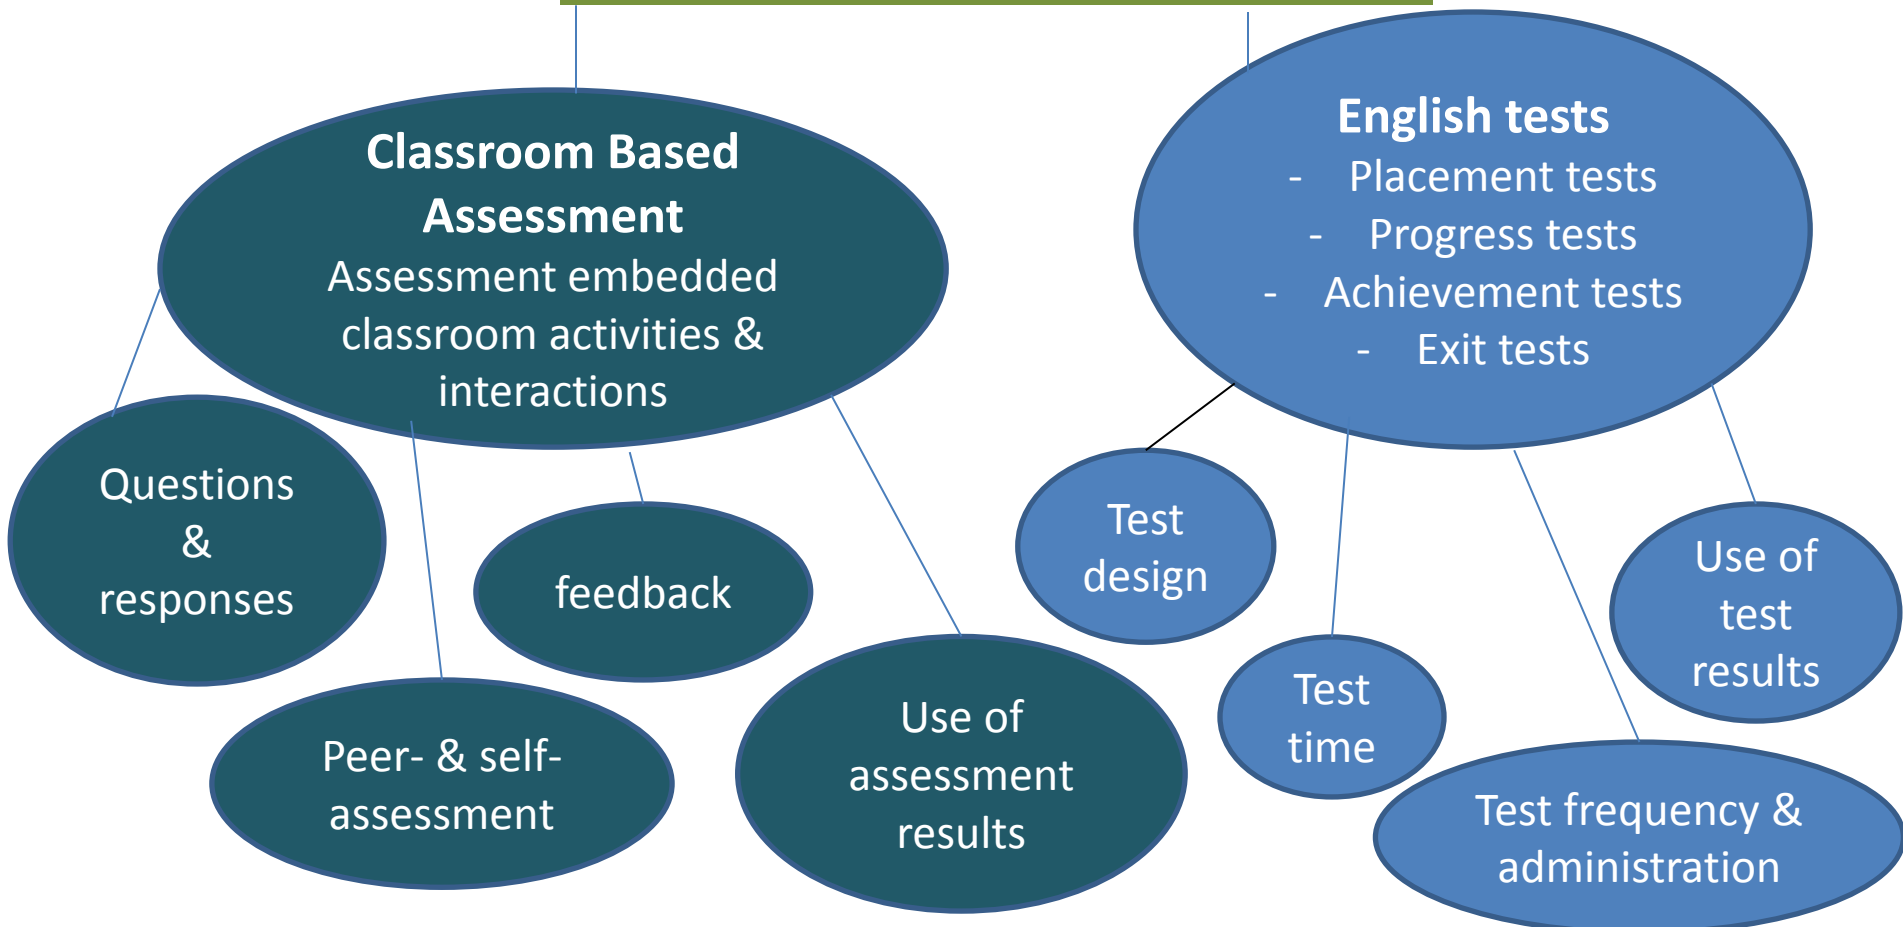 Classroom Based
Assessment
Assessment embedded
classroom activities &
interactions
English tests
- Placement tests
- Progress tests
- Achievement tests
- Exit tests
Questions
&
responses
Peer- & self-
assessment
feedback
Use of
assessment
results
Test
design
Test
time
Test frequency &
administration
Use of
test
results